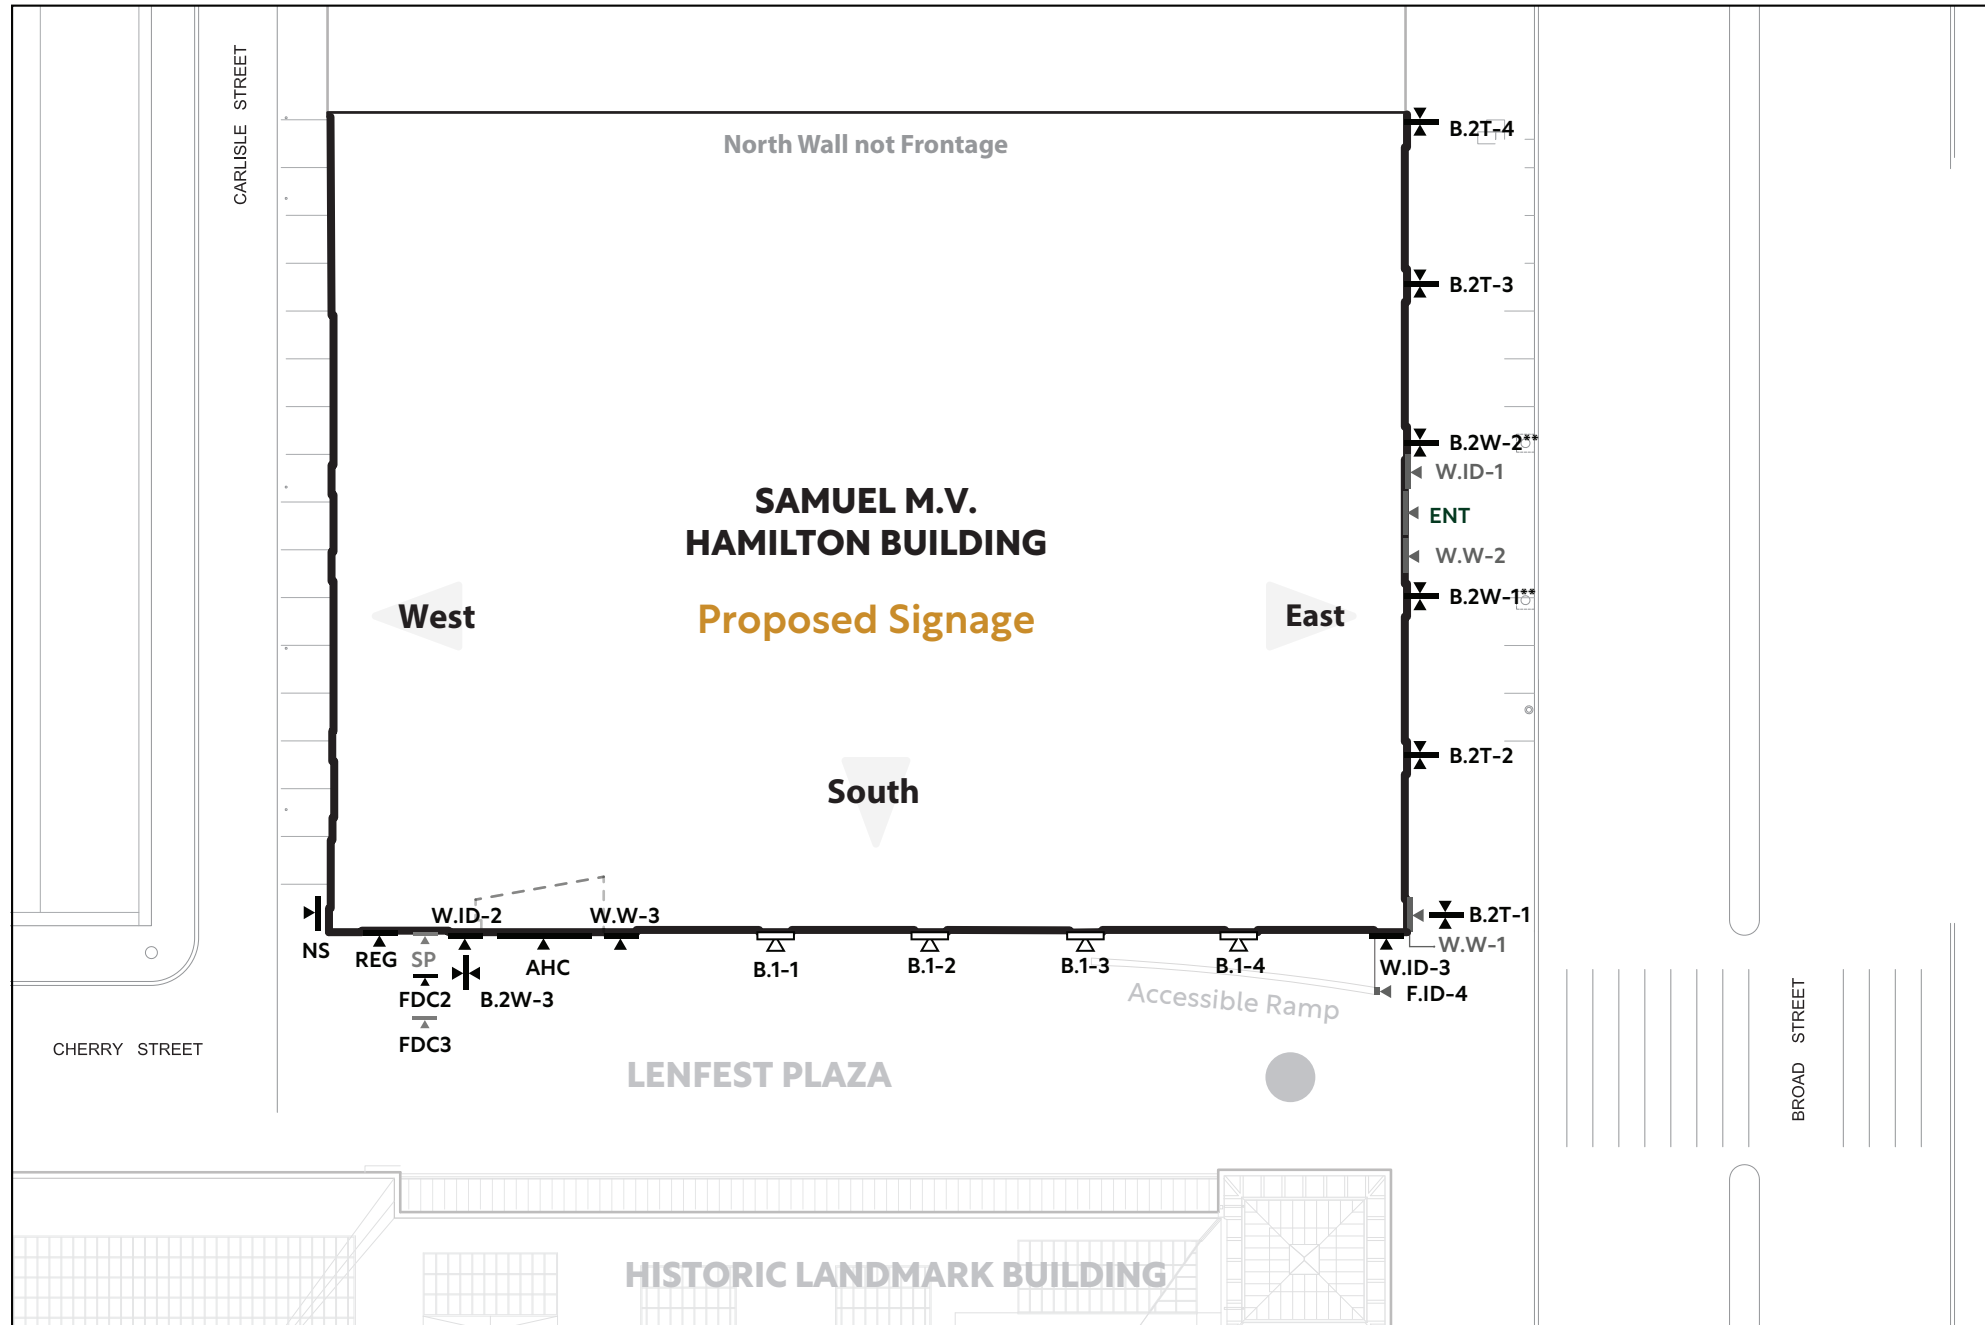 CARLISLE STREET
North Wall not Frontage
B.2T-4
B.2T-3
B.2W-2**
W.ID-1
SAMUEL M.V.
HAMILTON BUILDING
ENT
W.W-2
B.2W-1**
West
Proposed Signage
East
B.2T-2
South
W.ID-2
W.W-3
B.2T-1
NS
REG
SP
AHC
B.1-1
B.1-2
B.1-3
B.1-4
W.W-1
W.ID-3
FDC2
B.2W-3
Accessible Ramp
F.ID-4
FDC3
CHERRY STREET
LENFEST PLAZA
BROAD STREET
HISTORIC LANDMARK BUILDING